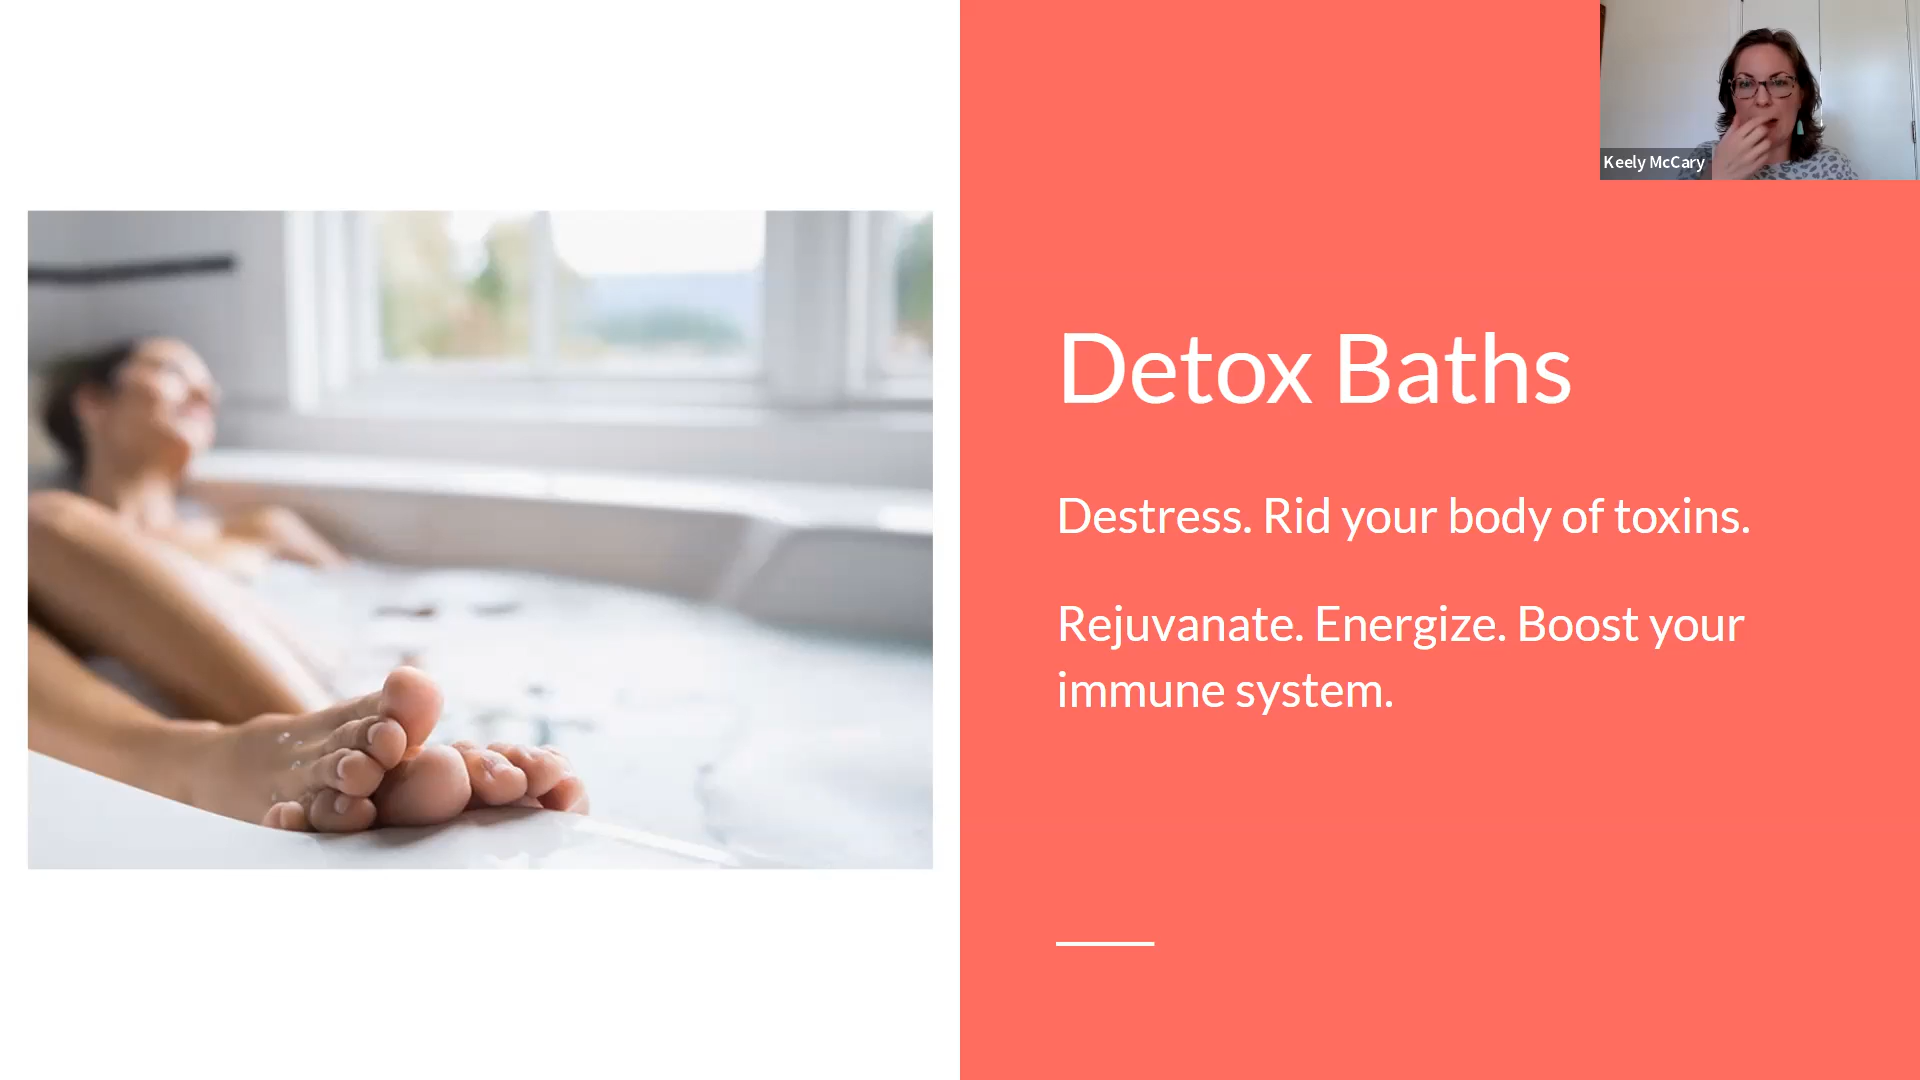 Keely McCary
Detox Baths
Destress. Rid your body of toxins.
Rejuvanate. Energize. Boost your
immune system.